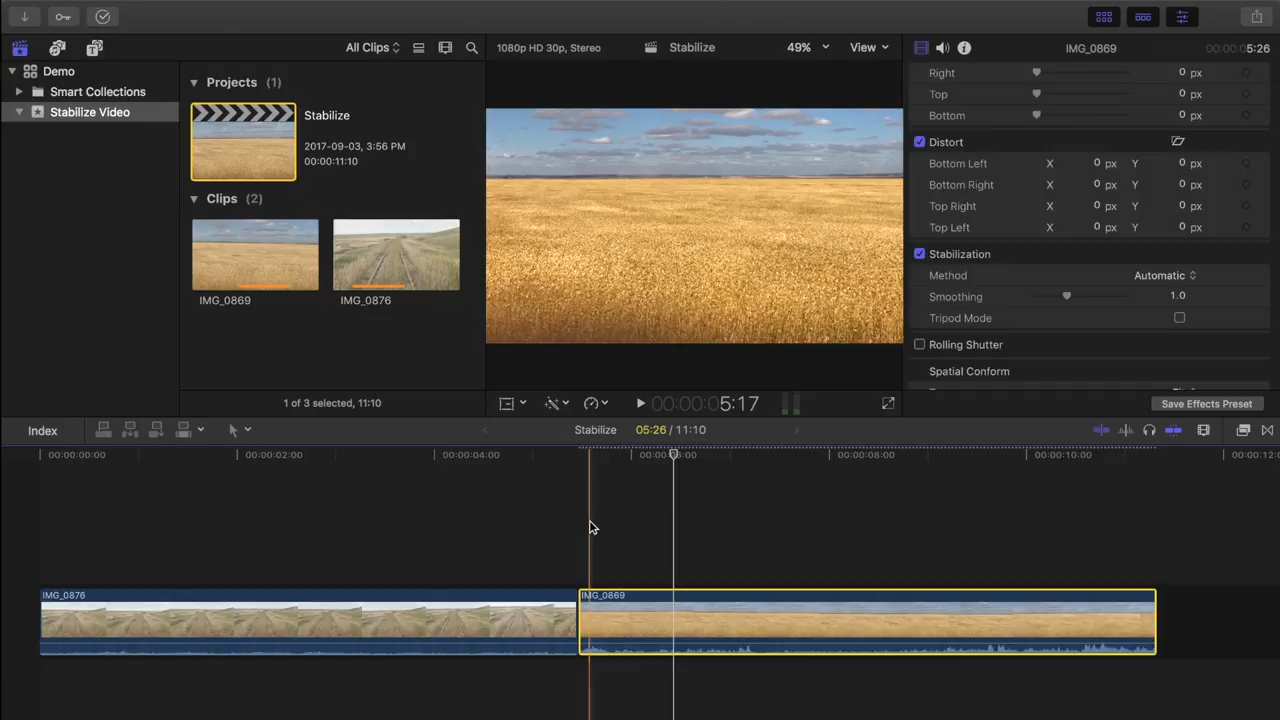 All Clips
1080p HD 30p, Stereo
Stabilize
49%
View
IMG_0869
00:00:05:26
Demo
Smart Collections
Stabilize Video
Projects (1)
Stabilize
2017-09-03, 3:56 PM
00:00:11:10
Clips (2)
IMG_0869
IMG_0876
1 of 3 selected, 11:10
00:00:05:17
Right 0 px
Top 0 px
Bottom 0 px
Distort
Bottom Left X 0 px Y 0 px
Bottom Right X 0 px Y 0 px
Top Right X 0 px Y 0 px
Top Left X 0 px Y 0 px
Stabilization
Method Automatic
Smoothing 1.0
Tripod Mode
Rolling Shutter
Spatial Conform
Save Effects Preset
Index
Stabilize
05:26 / 11:10
00:00:00:00
00:00:02:00
00:00:04:00
00:00:08:00
00:00:10:00
IMG_0876
IMG_0869